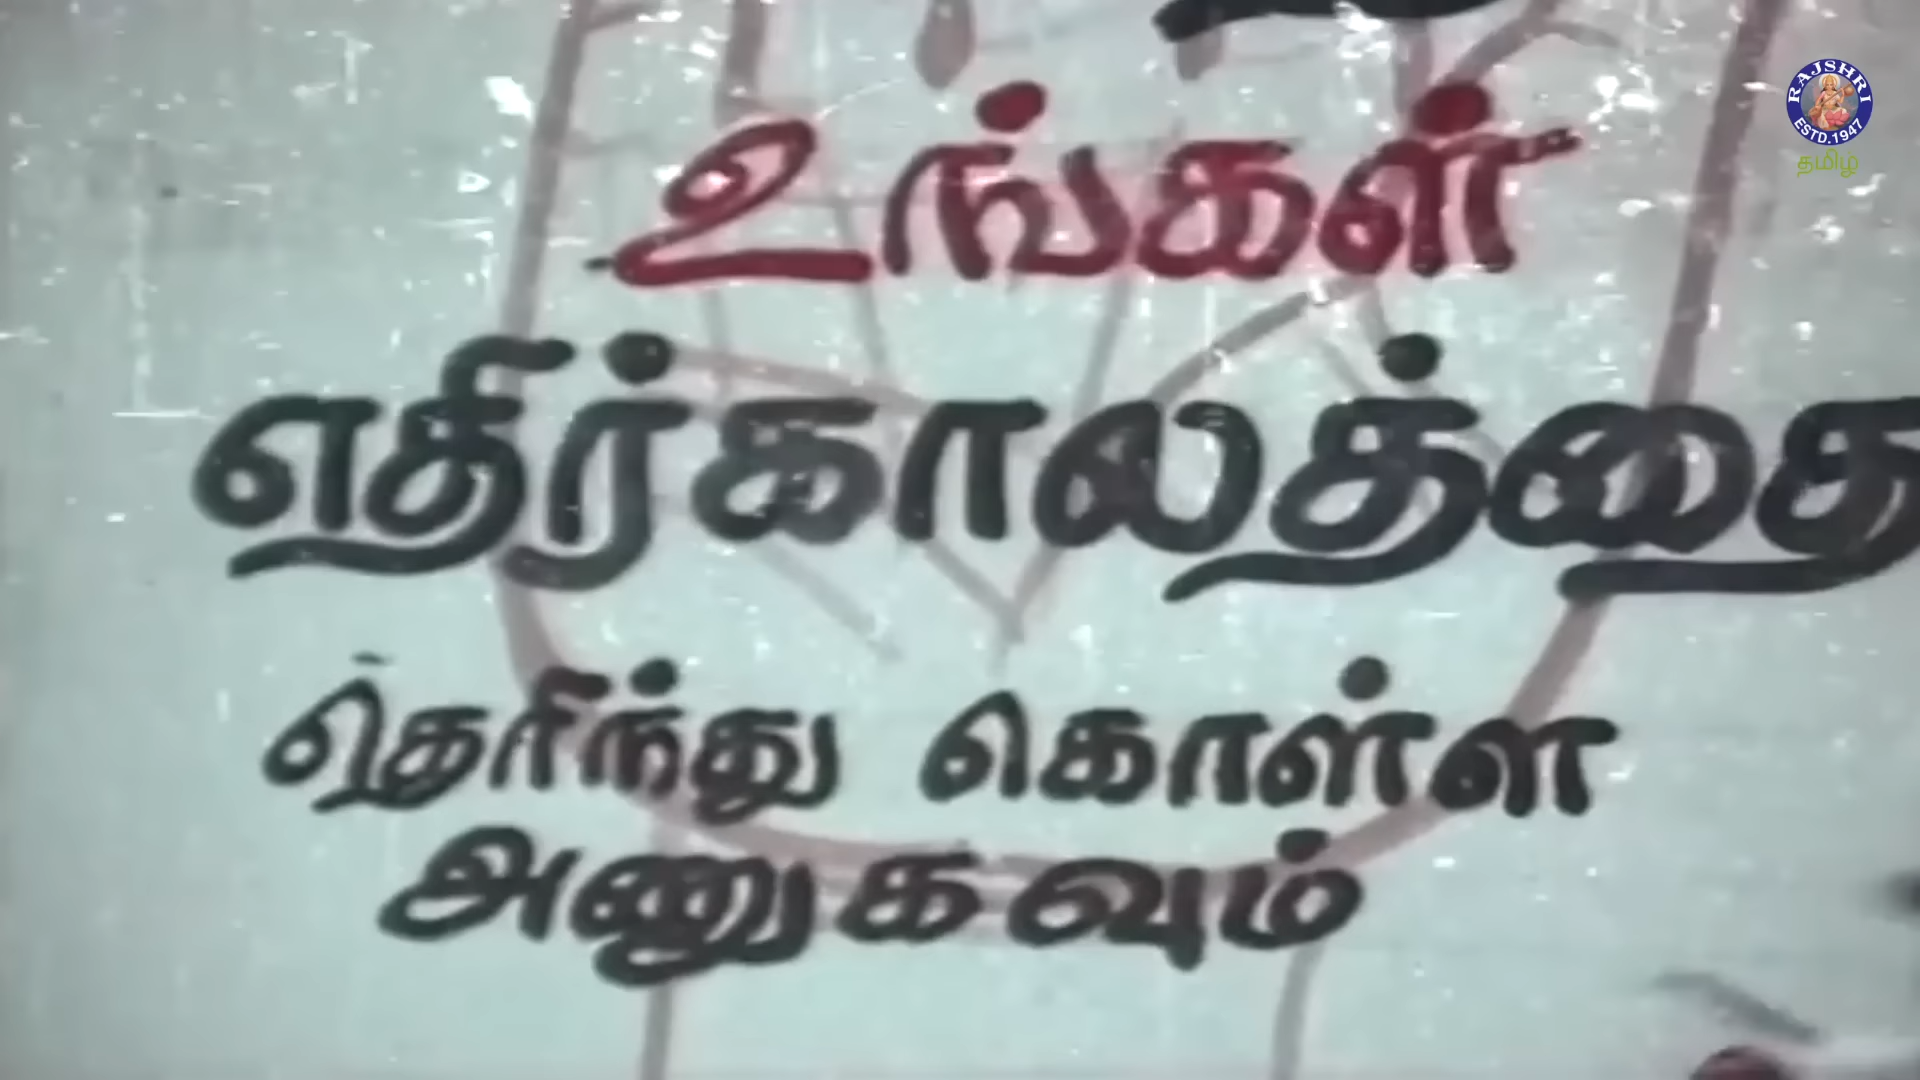 RAJSHRI
ESTD.1947
தமிழ்
உங்கள்
எதிர்காலத்தை
தெரிந்து கொள்ள
அணுகவும்